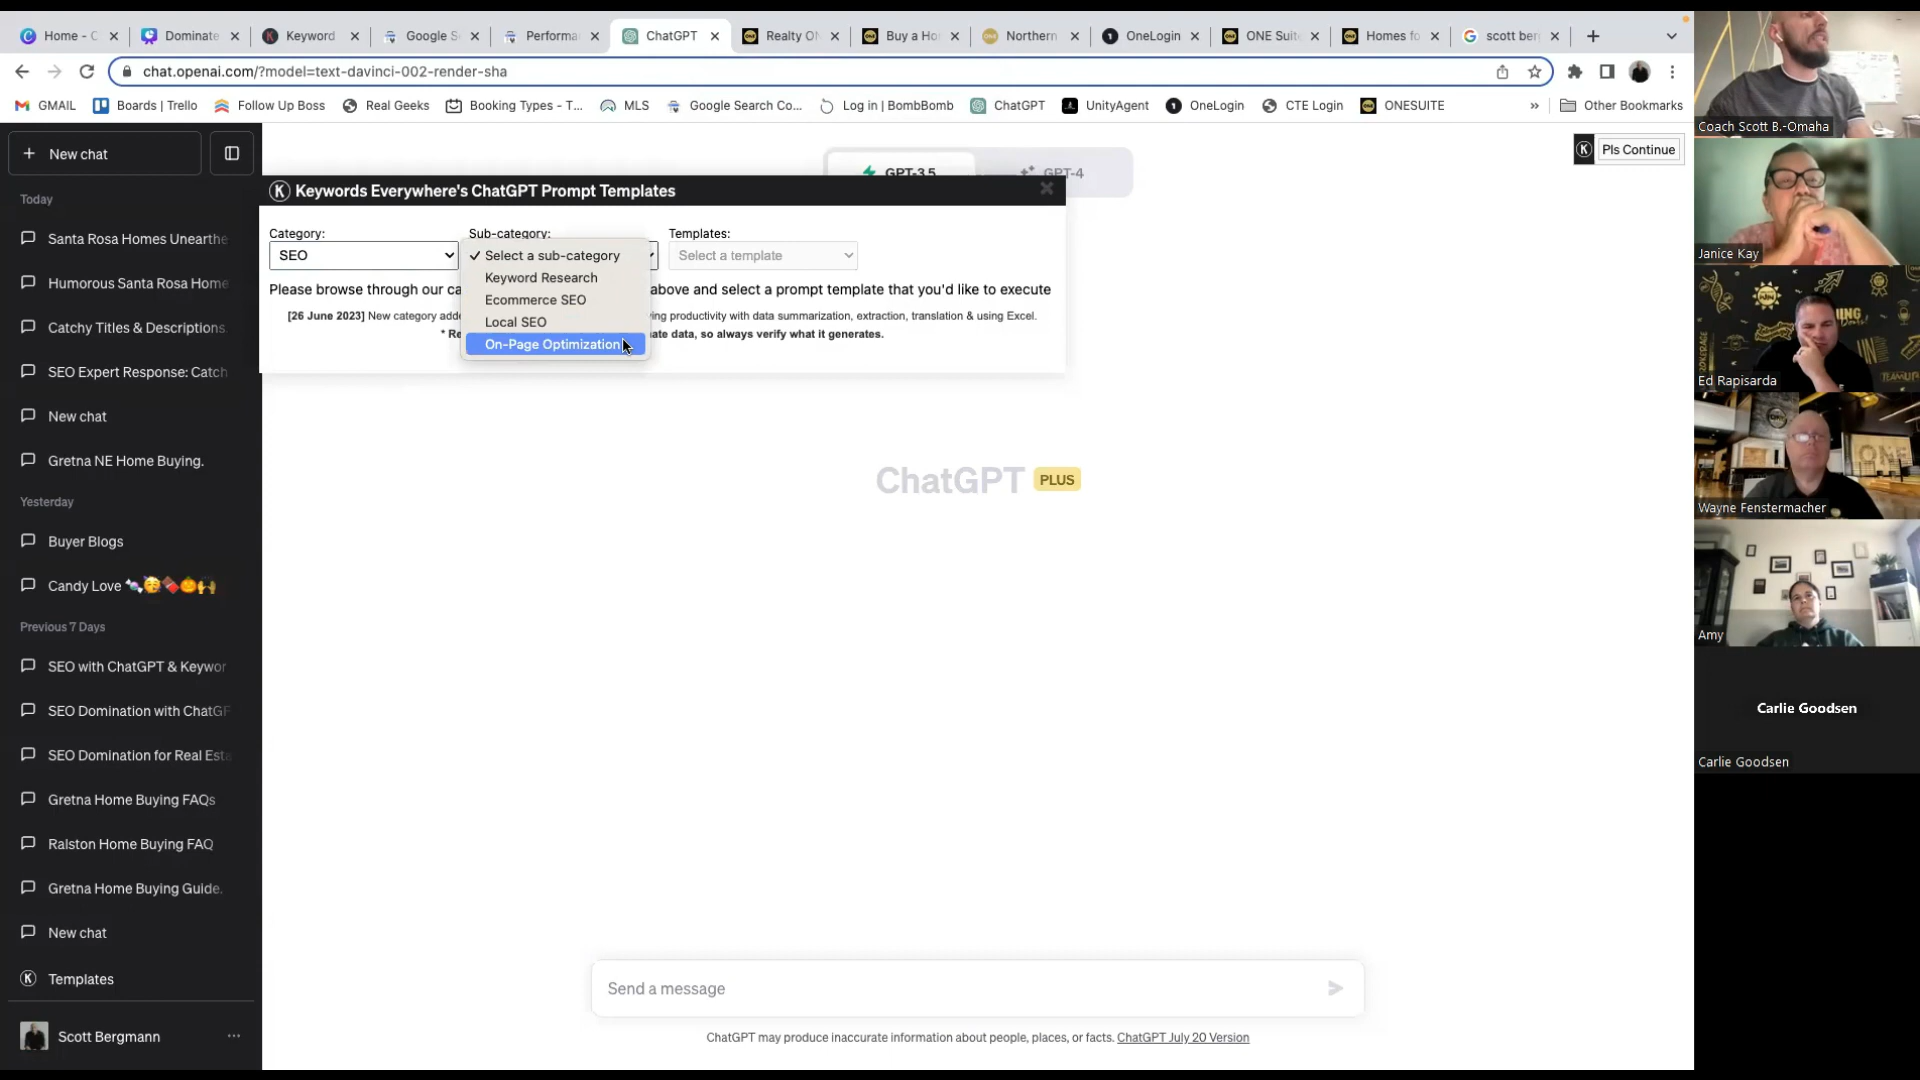 Home - C
Dominate
Keyword
Google S
Performa
ChatGPT
Realty ON
Buy a Ho
Northern
OneLogin
ONE Suite
Homes fo
scott ber
chat.openai.com/?model=text-davinci-002-render-sha
GMAIL
Boards | Trello
Follow Up Boss
Real Geeks
Booking Types - T...
MLS
Google Search Co...
Log in | BombBomb
ChatGPT
UnityAgent
OneLogin
CTE Login
ONESUITE
»
Other Bookmarks
+ New chat
Today
Santa Rosa Homes Unearthe
Humorous Santa Rosa Home
Catchy Titles & Descriptions.
SEO Expert Response: Catch
New chat
Gretna NE Home Buying.
Yesterday
Buyer Blogs
Candy Love 🍬🥳🍫🎃🙌
Previous 7 Days
SEO with ChatGPT & Keywor
SEO Domination with ChatGP
SEO Domination for Real Esta
Gretna Home Buying FAQs
Ralston Home Buying FAQ
Gretna Home Buying Guide.
New chat
Templates
Scott Bergmann
GPT-3.5
GPT-4
K Pls Continue
K Keywords Everywhere's ChatGPT Prompt Templates
Category:
SEO
Sub-category:
✓ Select a sub-category
Keyword Research
Ecommerce SEO
Local SEO
On-Page Optimization
Templates:
Select a template
Please browse through our ca above and select a prompt template that you'd like to execute
[26 June 2023] New category adde ving productivity with data summarization, extraction, translation & using Excel.
* Re ate data, so always verify what it generates.
ChatGPT PLUS
Send a message
ChatGPT may produce inaccurate information about people, places, or facts. ChatGPT July 20 Version
Coach Scott B.-Omaha
Janice Kay
Ed Rapisarda
Wayne Fenstermacher
Amy
Carlie Goodsen
Carlie Goodsen